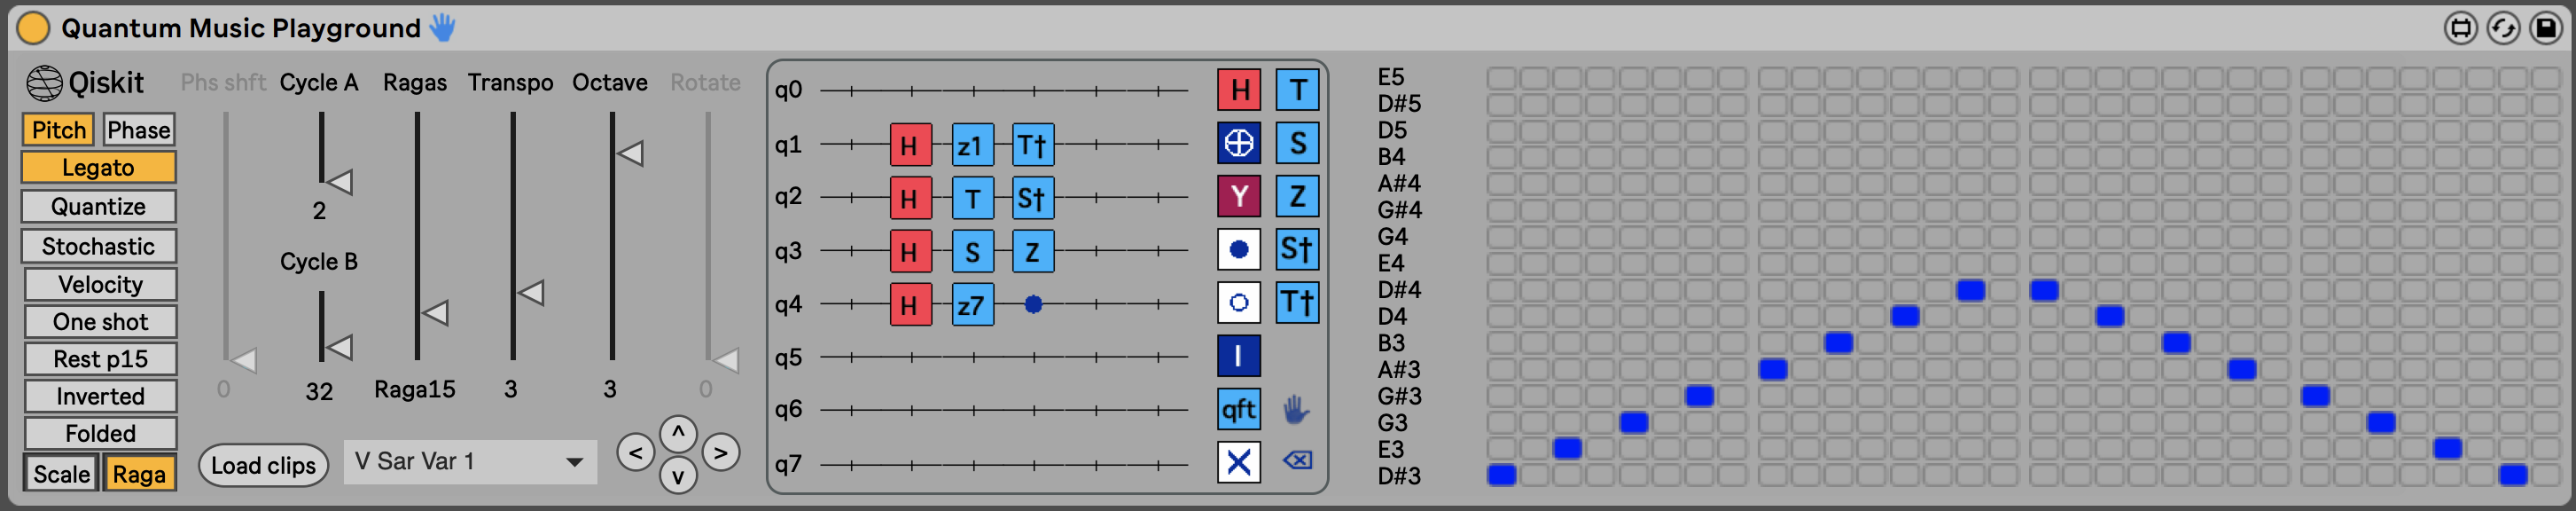 Quantum Music Playground
Qiskit
Phs shft Cycle A Ragas Transpo Octave Rotate
Pitch Phase
Legato
Quantize
Stochastic
Velocity
One shot
Rest p15
Inverted
Folded
Scale Raga
2
Cycle B
0 32 Raga15 3 3 0
Load clips V Sar Var 1 < ^ v >
q0 H T
q1 H z1 T† S
q2 H T S† Y Z
q3 H S Z S†
q4 H z7 T†
q5 I
q6 qft
q7
E5
D#5
D5
B4
A#4
G#4
G4
E4
D#4
D4
B3
A#3
G#3
G3
E3
D#3